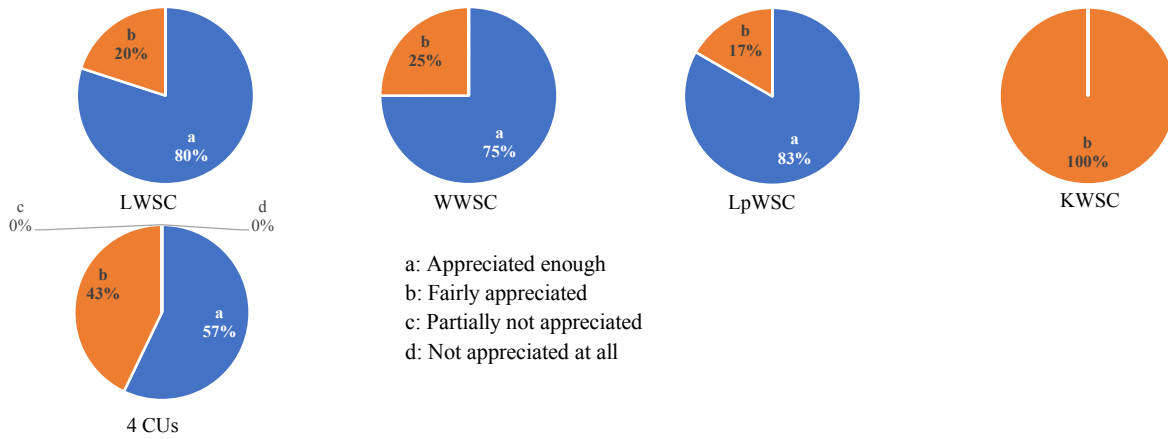 b
20%
a
80%
LWSC
b
25%
a
75%
WWSC
b
17%
a
83%
LpWSC
b
100%
KWSC
c
0%
d
0%
b
43%
a
57%
4 CUs
a: Appreciated enough
b: Fairly appreciated
c: Partially not appreciated
d: Not appreciated at all